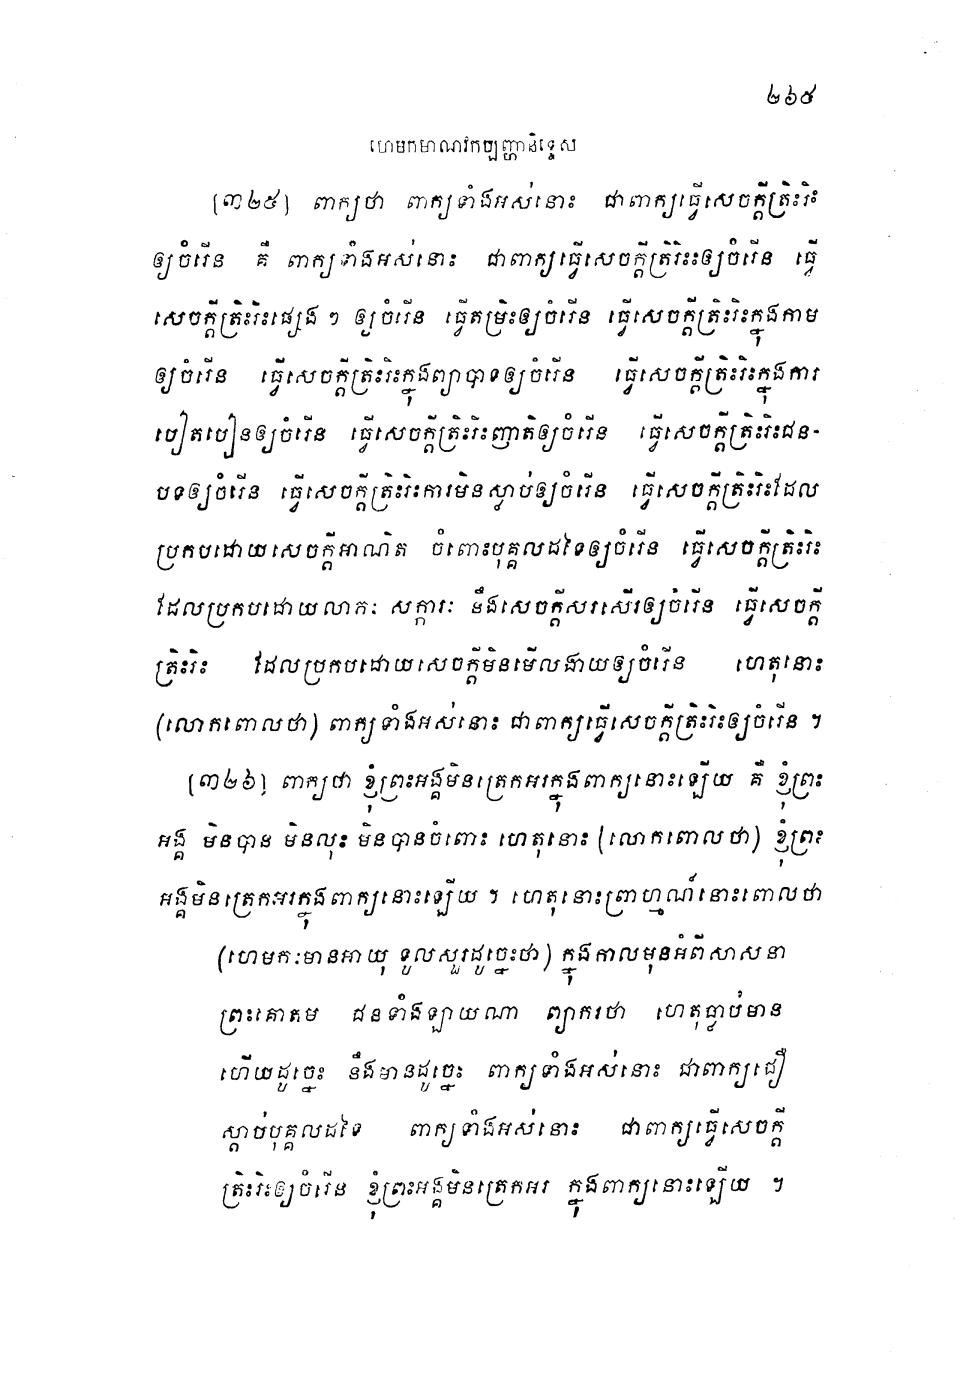 ២៦៥
ហេមកមាណវកប្បញ្ហានិទ្ទេស
[៣២៥] ពាក្យថា ពាក្យទាំងអស់នោះ ជាពាក្យធ្វើសេចក្តីត្រិះរិះ
ឲ្យចំរើន គឺ ពាក្យទាំងអស់នោះ ជាពាក្យធ្វើសេចក្តីត្រិរិះឲ្យចំរើន ធ្វើ
សេចក្តីត្រិះរិះផ្សេង ៗ ឲ្យចំរើន ធ្វើតម្រិះឲ្យចំរើន ធ្វើសេចក្តីត្រិះរិះក្នុងកាម
ឲ្យចំរើន ធ្វើសេចក្តីត្រិះរិះក្នុងព្យាបាទឲ្យចំរើន ធ្វើសេចក្តីត្រិះរិះក្នុងការ
បៀតបៀនឲ្យចំរើន ធ្វើសេចក្តីត្រិះរិះញាតិឲ្យចំរើន ធ្វើសេចក្តីត្រិះរិះជន-
បទឲ្យចំរើន ធ្វើសេចក្តីត្រិះរិះការមិនស្លាប់ឲ្យចំរើន ធ្វើសេចក្តីត្រិះរិះដែល
ប្រកបដោយសេចក្តីអាណិត ចំពោះបុគ្គលដទៃឲ្យចំរើន ធ្វើសេចក្តីត្រិះរិះ
ដែលប្រកបដោយលាភៈ សក្ការៈ នឹងសេចក្តីសរសើរឲ្យចំរើន ធ្វើសេចក្តី
ត្រិះរិះ ដែលប្រកបដោយសេចក្តីមិនមើលងាយឲ្យចំរើន ហេតុនោះ
(លោកពោលថា) ពាក្យទាំងអស់នោះ ជាពាក្យធ្វើសេចក្តីត្រិះរិះឲ្យចំរើន ។
[៣២៦] ពាក្យថា ខ្ញុំព្រះអង្គមិនត្រេកអរក្នុងពាក្យនោះឡើយ គឺ ខ្ញុំព្រះ
អង្គ មិនបាន មិនលុះ មិនបានចំពោះ ហេតុនោះ (លោកពោលថា) ខ្ញុំព្រះ
អង្គមិនត្រេកអរក្នុងពាក្យនោះឡើយ ។ ហេតុនោះព្រាហ្មណ៍នោះពោលថា
(ហេមកៈមានអាយុ ទូលសួរដូច្នេះថា) ក្នុងកាលមុនអំពីសាសនា
ព្រះគោតម ជនទាំងឡាយណា ព្យាករថា ហេតុធ្លាប់មាន
ហើយដូច្នេះ នឹងមានដូច្នេះ ពាក្យទាំងអស់នោះ ជាពាក្យជឿ
ស្តាប់បុគ្គលដទៃ ពាក្យទាំងអស់នោះ ជាពាក្យធ្វើសេចក្តី
ត្រិះរិះឲ្យចំរើន ខ្ញុំព្រះអង្គមិនត្រេកអរ ក្នុងពាក្យនោះឡើយ ។